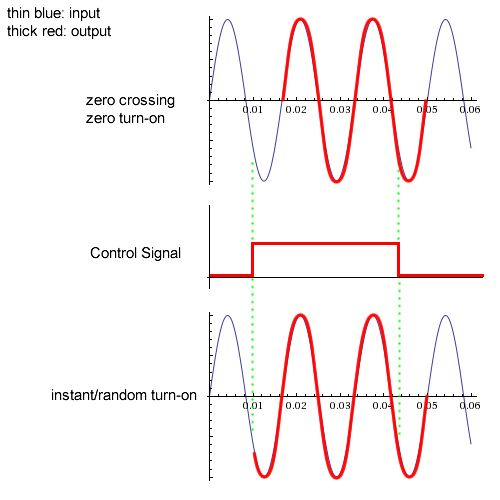 thin blue: input
thick red: output
zero crossing
zero turn-on
0.01 0.02 0.03 0.04 0.05 0.06
Control Signal
instant/random turn-on
0.01 0.02 0.03 0.04 0.05 0.06